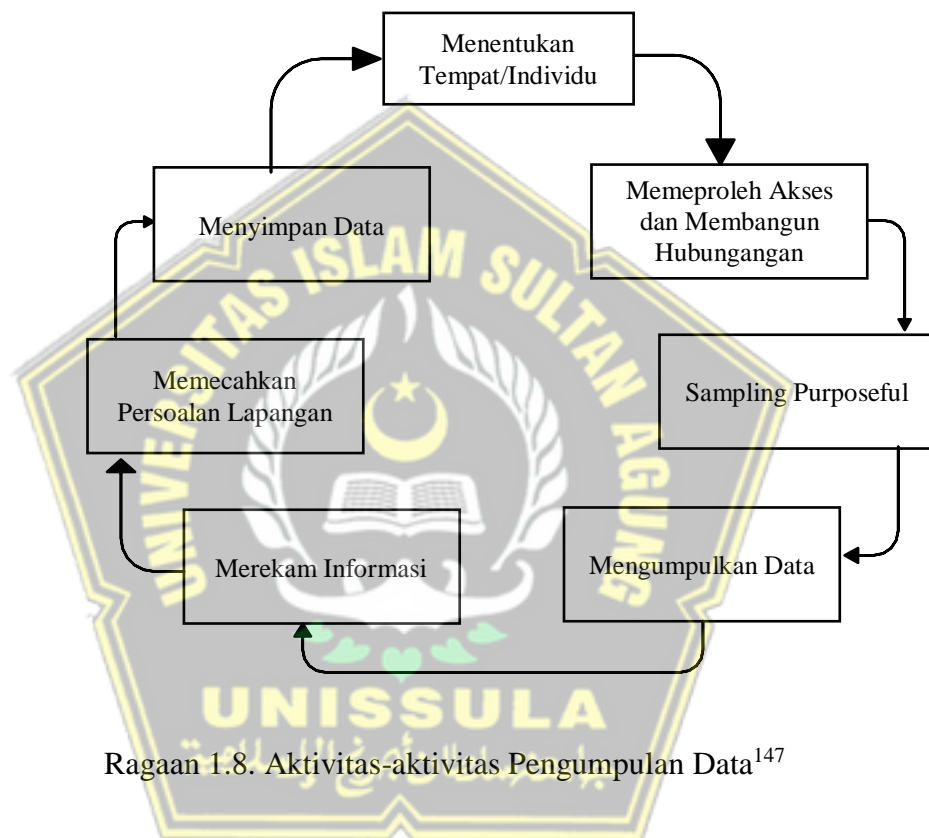 Menentukan
Tempat/Individu
Memeproleh Akses
dan Membangun
Hubungangan
Sampling Purposeful
Mengumpulkan Data
Merekam Informasi
Memecahkan
Persoalan Lapangan
Menyimpan Data
UNIVERSITAS ISLAM SULTAN AGUNG
UNISSULA
Ragaan 1.8. Aktivitas-aktivitas Pengumpulan Data147